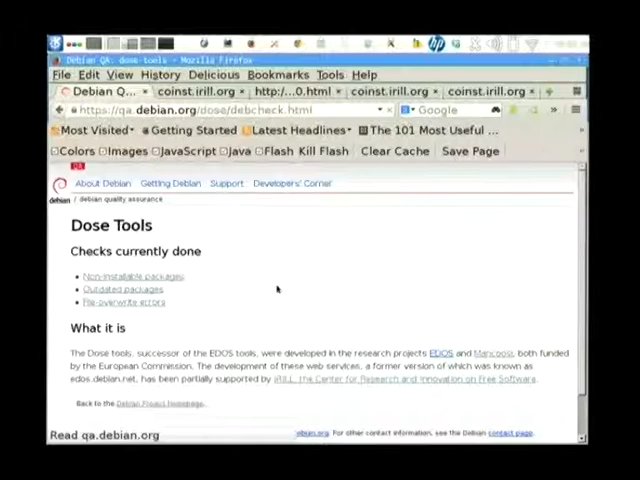 Debian QA: dose-tools - Mozilla Firefox
File Edit View History Delicious Bookmarks Tools Help
Debian Q... × coinst.irill.org × http:/...0.html × coinst.irill.org × coinst.irill.org ×
https://qa.debian.org/dose/debcheck.html Google
Most Visited Getting Started Latest Headlines The 101 Most Useful ...
Colors Images JavaScript Java Flash Kill Flash Clear Cache Save Page
QA
About Debian Getting Debian Support Developers' Corner
debian / debian quality assurance
Dose Tools
Checks currently done
Non-installable packages
Outdated packages
File-overwrite errors
What it is
The Dose tools, successor of the EDOS tools, were developed in the research projects EDOS and Mancoosi, both funded
by the European Commission. The development of these web services, a former version of which was known as
edos.debian.net, has been partially supported by IRILL, the Center for Research and Innovation on Free Software.
Back to the Debian Project homepage.
Read qa.debian.org
ebian.org. For other contact information, see the Debian contact page.